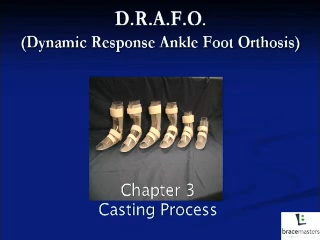 D.R.A.F.O.
(Dynamic Response Ankle Foot Orthosis)
Chapter 3
Casting Process
bracemasters